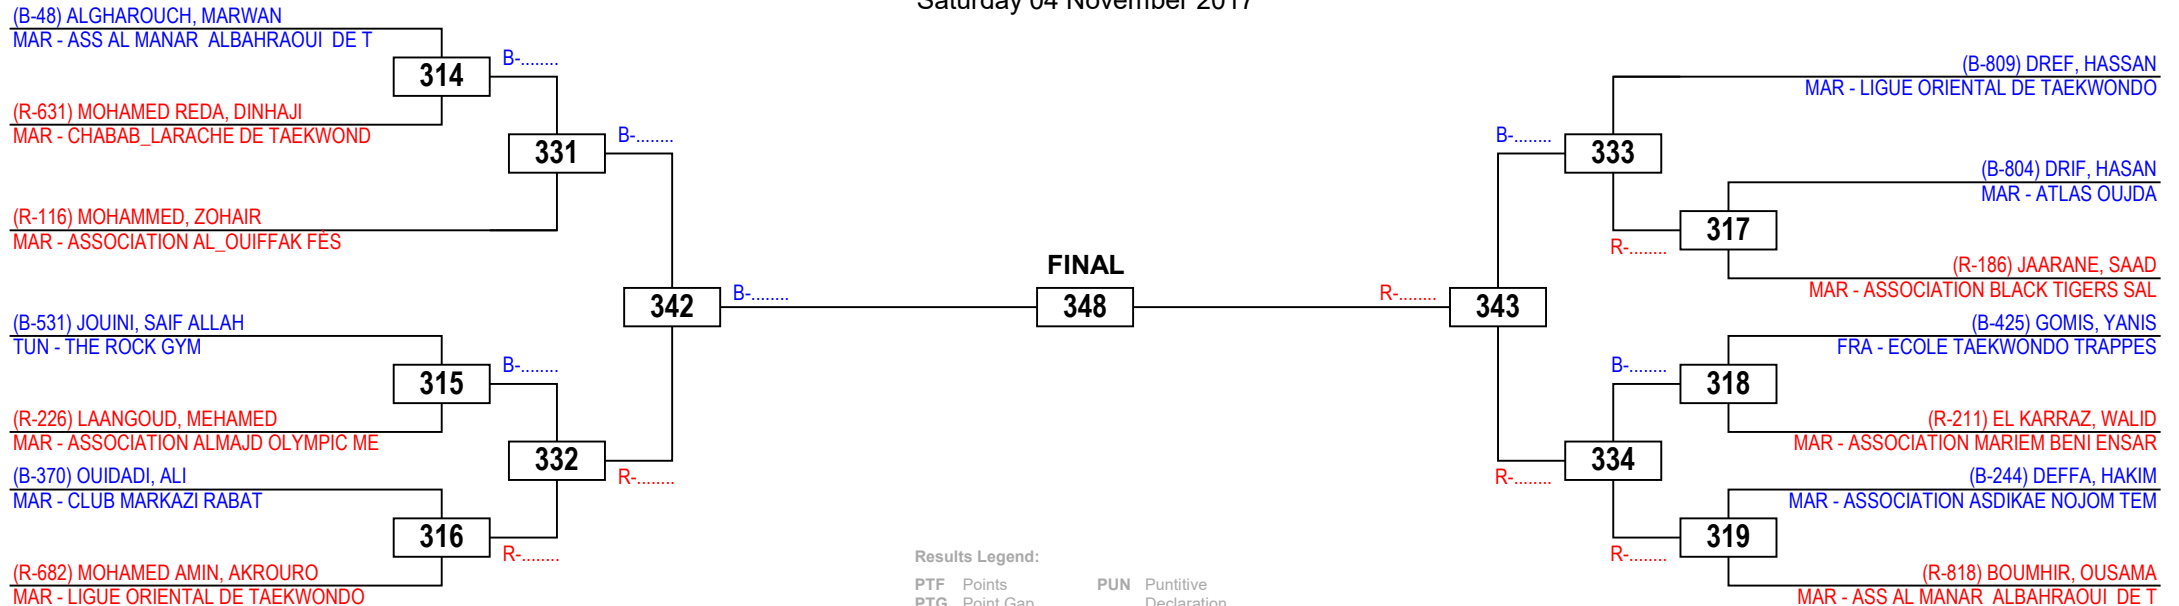 Saturday 04 November 2017
(B-48) ALGHAROUCH, MARWAN
MAR - ASS AL MANAR ALBAHRAOUI DE T
314
B-........
(R-631) MOHAMED REDA, DINHAJI
MAR - CHABAB_LARACHE DE TAEKWOND
331
B-........
(R-116) MOHAMMED, ZOHAIR
MAR - ASSOCIATION AL_OUIFFAK FÉS
342
B-........
(B-531) JOUINI, SAIF ALLAH
TUN - THE ROCK GYM
315
B-........
(R-226) LAANGOUD, MEHAMED
MAR - ASSOCIATION ALMAJD OLYMPIC ME
332
R-........
(B-370) OUIDADI, ALI
MAR - CLUB MARKAZI RABAT
316
R-........
(R-682) MOHAMED AMIN, AKROURO
MAR - LIGUE ORIENTAL DE TAEKWONDO
FINAL
348
(B-809) DREF, HASSAN
MAR - LIGUE ORIENTAL DE TAEKWONDO
B-........
333
(B-804) DRIF, HASAN
MAR - ATLAS OUJDA
R-........
317
(R-186) JAARANE, SAAD
MAR - ASSOCIATION BLACK TIGERS SAL
R-........
343
(B-425) GOMIS, YANIS
FRA - ECOLE TAEKWONDO TRAPPES
B-........
318
(R-211) EL KARRAZ, WALID
MAR - ASSOCIATION MARIEM BENI ENSAR
R-........
334
(B-244) DEFFA, HAKIM
MAR - ASSOCIATION ASDIKAE NOJOM TEM
R-........
319
(R-818) BOUMHIR, OUSAMA
MAR - ASS AL MANAR ALBAHRAOUI DE T
Results Legend:
PTF Points PUN Puntitive
PTG Point Gap Declaration